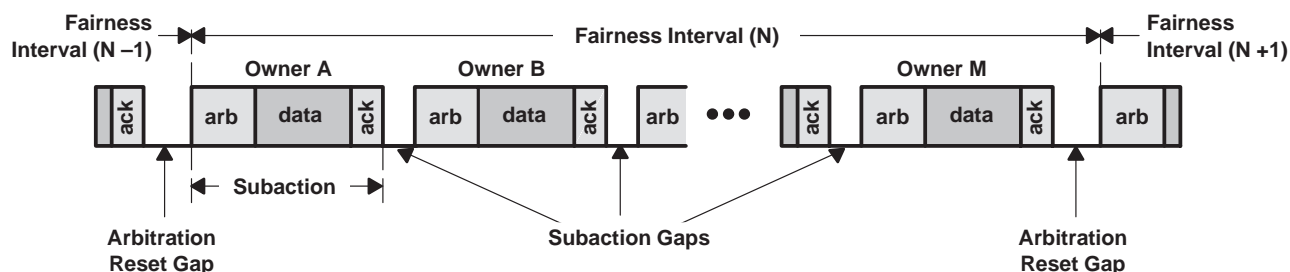 Fairness
Interval (N –1)
Fairness Interval (N)
Fairness
Interval (N +1)
Owner A
Owner B
Owner M
ack
arb
data
ack
arb
data
ack
arb
ack
arb
data
ack
arb
Subaction
Arbitration
Reset Gap
Subaction Gaps
Arbitration
Reset Gap